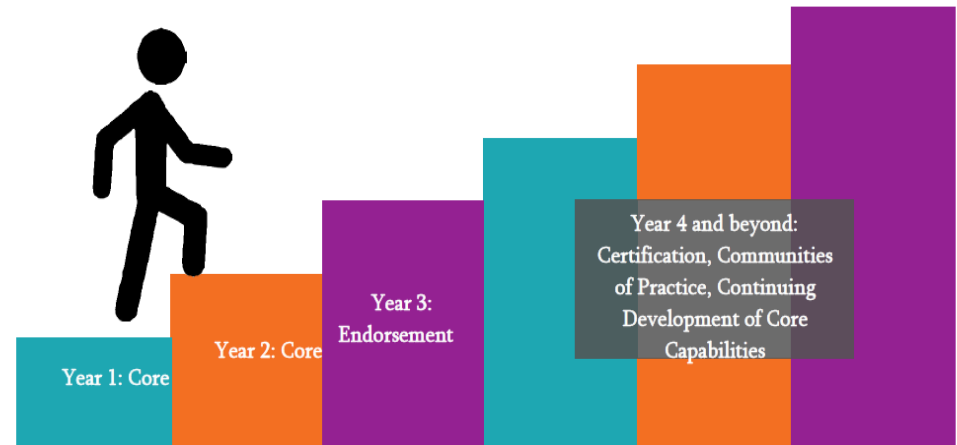 Year 1: Core
Year 2: Core
Year 3:
Endorsement
Year 4 and beyond:
Certification, Communities
of Practice, Continuing
Development of Core
Capabilities